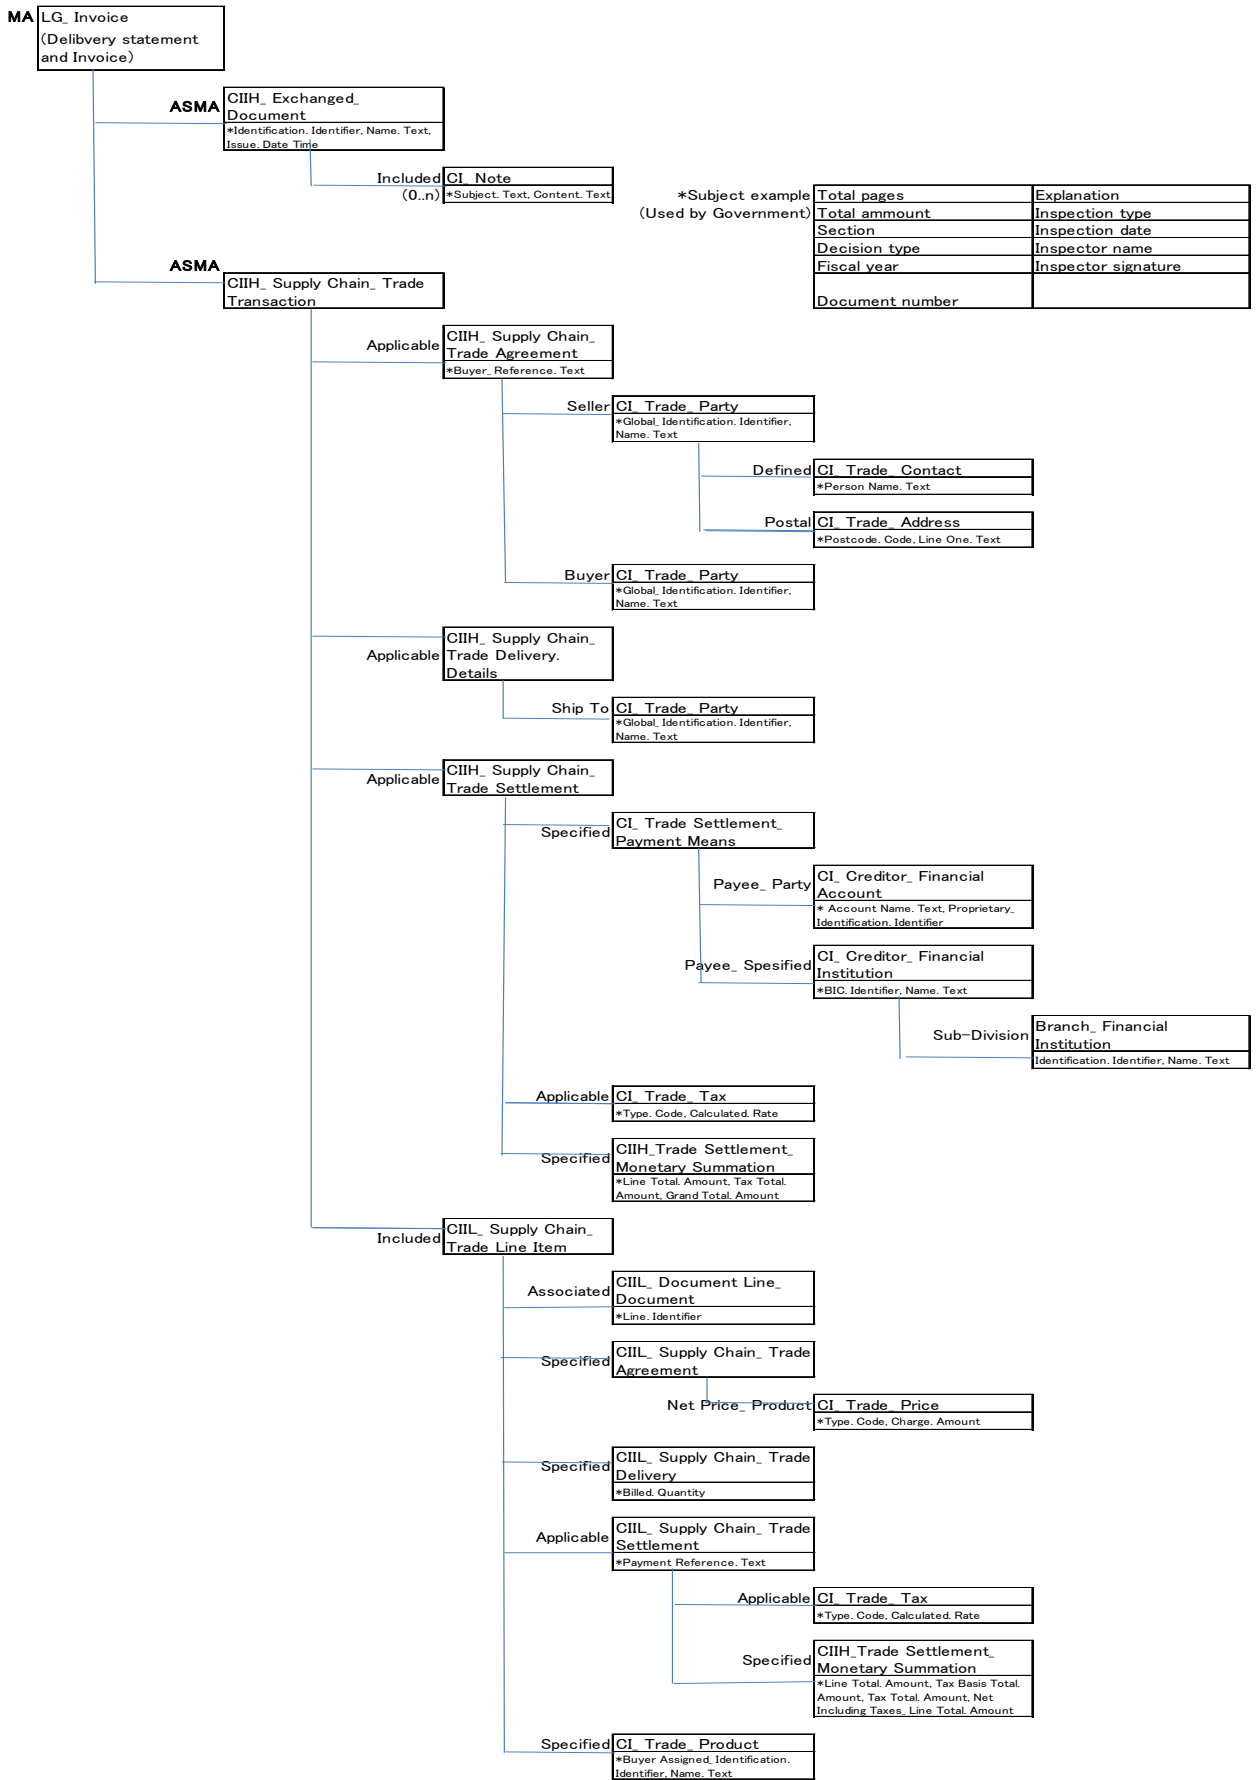 MA
LG_ Invoice
(Delibvery statement
and Invoice)
ASMA
CIIH_ Exchanged_
Document
*Identification. Identifier, Name. Text,
Issue. Date Time
Included
(0..n)
CI_ Note
*Subject. Text, Content. Text
*Subject example
(Used by Government)
Total pages
Explanation
Total ammount
Inspection type
Section
Inspection date
Decision type
Inspector name
Fiscal year
Inspector signature
Document number
ASMA
CIIH_ Supply Chain_ Trade
Transaction
Applicable
CIIH_ Supply Chain_
Trade Agreement
*Buyer_ Reference. Text
Seller
CI_ Trade_ Party
*Global_ Identification. Identifier,
Name. Text
Defined
CI_ Trade_ Contact
*Person Name. Text
Postal
CI_ Trade_ Address
*Postcode. Code, Line One. Text
Buyer
CI_ Trade_ Party
*Global_ Identification. Identifier,
Name. Text
Applicable
CIIH_ Supply Chain_
Trade Delivery.
Details
Ship To
CI_ Trade_ Party
*Global_ Identification. Identifier,
Name. Text
Applicable
CIIH_ Supply Chain_
Trade Settlement
Specified
CI_ Trade Settlement_
Payment Means
Payee_ Party
CI_ Creditor_ Financial
Account
* Account Name. Text, Proprietary_
Identification. Identifier
Payee_ Spesified
CI_ Creditor_ Financial
Institution
*BIC. Identifier, Name. Text
Sub-Division
Branch_ Financial
Institution
Identification. Identifier, Name. Text
Applicable
CI_ Trade_ Tax
*Type. Code, Calculated. Rate
Specified
CIIH_Trade Settlement_
Monetary Summation
*Line Total. Amount, Tax Total.
Amount, Grand Total. Amount
Included
CIIL_ Supply Chain_
Trade Line Item
Associated
CIIL_ Document Line_
Document
*Line. Identifier
Specified
CIIL_ Supply Chain_ Trade
Agreement
Net Price_ Product
CI_ Trade_ Price
*Type. Code, Charge. Amount
Specified
CIIL_ Supply Chain_ Trade
Delivery
*Billed. Quantity
Applicable
CIIL_ Supply Chain_ Trade
Settlement
*Payment Reference. Text
Applicable
CI_ Trade_ Tax
*Type. Code, Calculated. Rate
Specified
CIIH_Trade Settlement_
Monetary Summation
*Line Total. Amount, Tax Basis Total.
Amount, Tax Total. Amount, Net
Including Taxes_ Line Total. Amount
Specified
CI_ Trade_ Product
*Buyer Assigned_ Identification.
Identifier, Name. Text